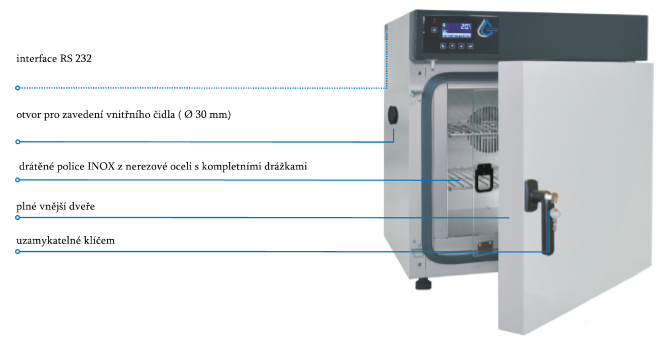 interface RS 232
otvor pro zavedení vnitřního čidla ( Ø 30 mm)
drátěné police INOX z nerezové oceli s kompletními drážkami
plné vnější dveře
uzamykatelné klíčem